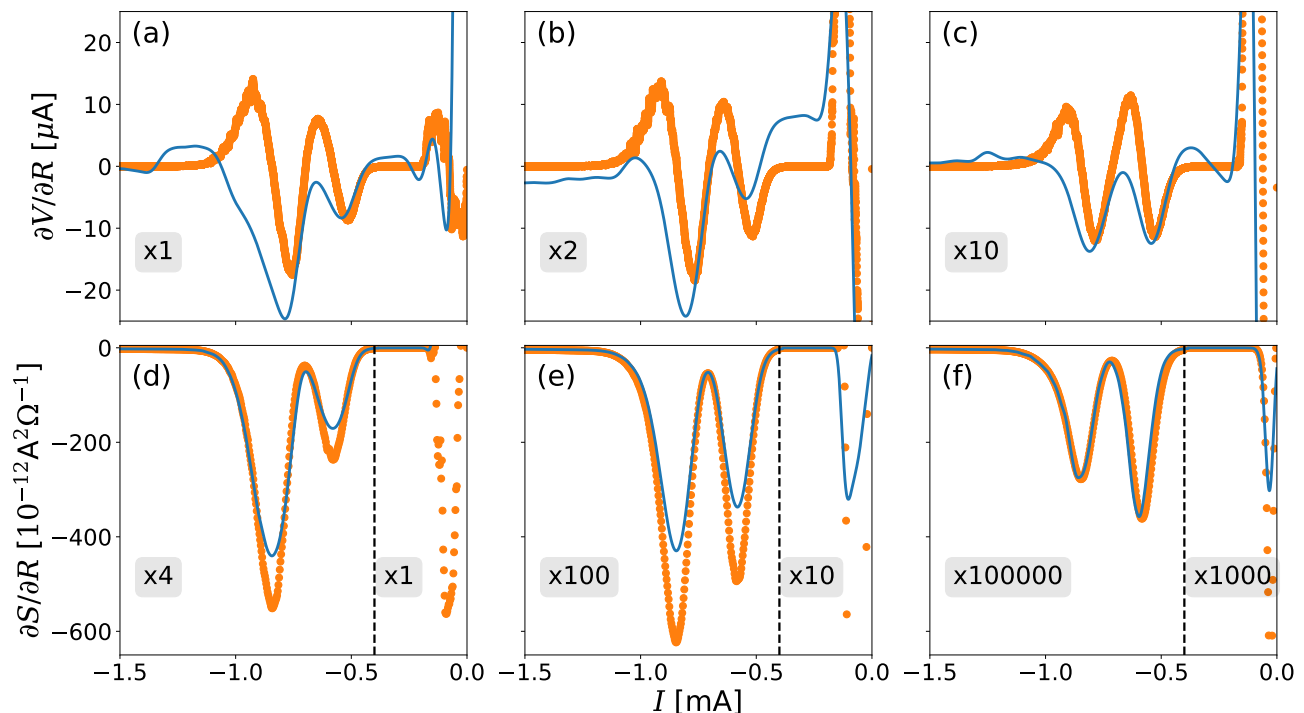 (a)
(b)
(c)
20
10
0
−10
−20
∂V/∂R [μA]
x1
x2
x10
(d)
(e)
(f)
0
−200
−400
−600
∂S/∂R [10⁻¹²A²Ω⁻¹]
x4
x1
x100
x10
x100000
x1000
−1.5 −1.0 −0.5 0.0
−1.5 −1.0 −0.5 0.0
−1.5 −1.0 −0.5 0.0
I [mA]